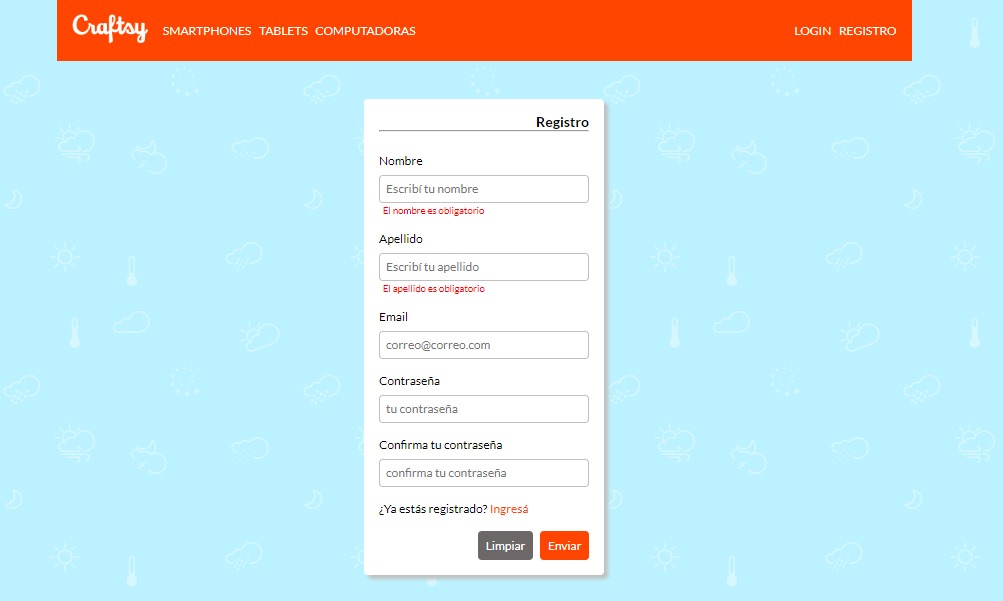 Craftsy SMARTPHONES TABLETS COMPUTADORAS LOGIN REGISTRO
Registro
Nombre
Escribí tu nombre
El nombre es obligatorio
Apellido
Escribí tu apellido
El apellido es obligatorio
Email
correo@correo.com
Contraseña
tu contraseña
Confirma tu contraseña
confirma tu contraseña
¿Ya estás registrado? Ingresá
Limpiar Enviar